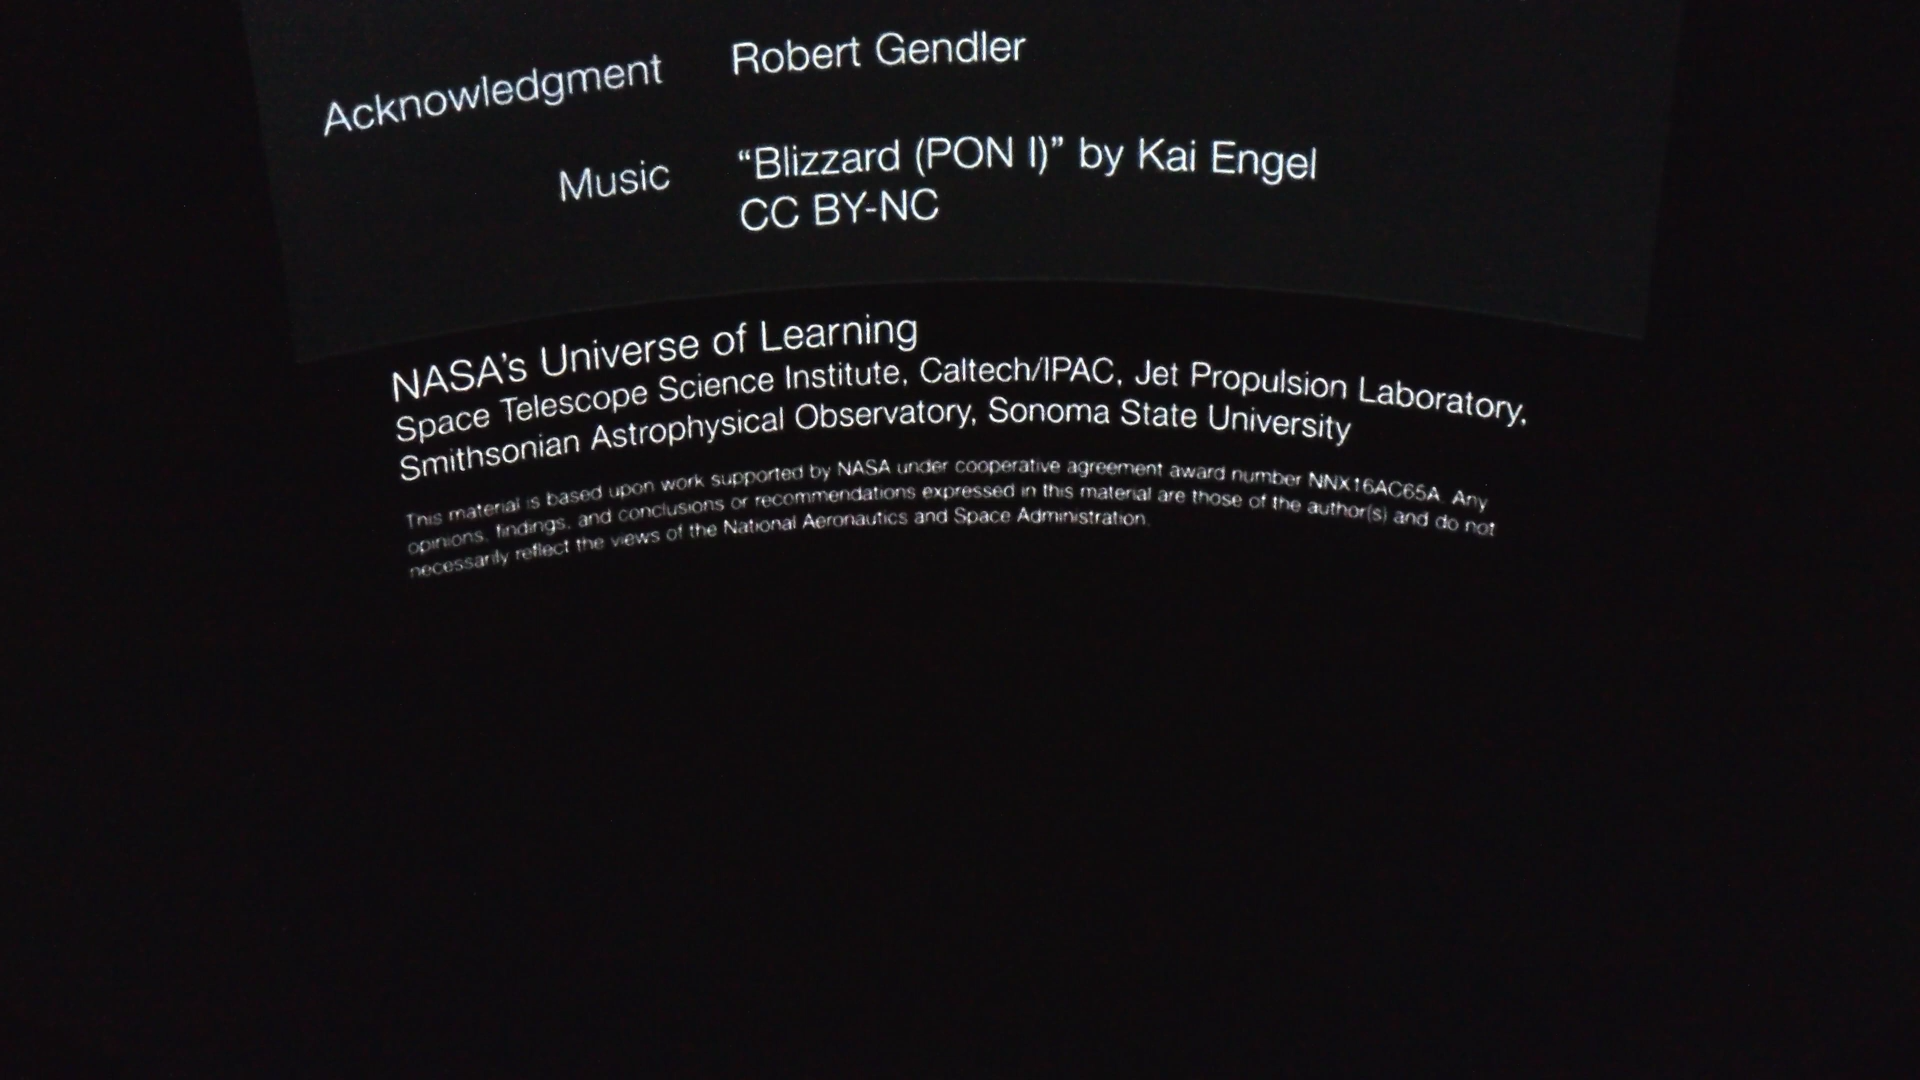 Acknowledgment Robert Gendler
Music “Blizzard (PON I)” by Kai Engel
CC BY-NC
NASA’s Universe of Learning
Space Telescope Science Institute, Caltech/IPAC, Jet Propulsion Laboratory,
Smithsonian Astrophysical Observatory, Sonoma State University
This material is based upon work supported by NASA under cooperative agreement award number NNX16AC65A. Any
opinions, findings, and conclusions or recommendations expressed in this material are those of the author(s) and do not
necessarily reflect the views of the National Aeronautics and Space Administration.